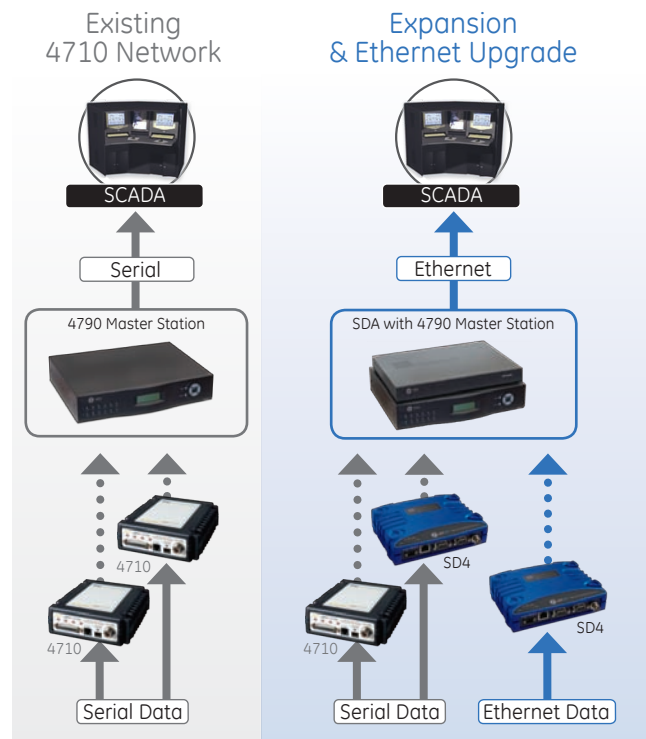 Existing
4710 Network
SCADA
Serial
4790 Master Station
4710
4710
Serial Data
Expansion
& Ethernet Upgrade
SCADA
Ethernet
SDA with 4790 Master Station
SD4
4710
SD4
Serial Data
Ethernet Data